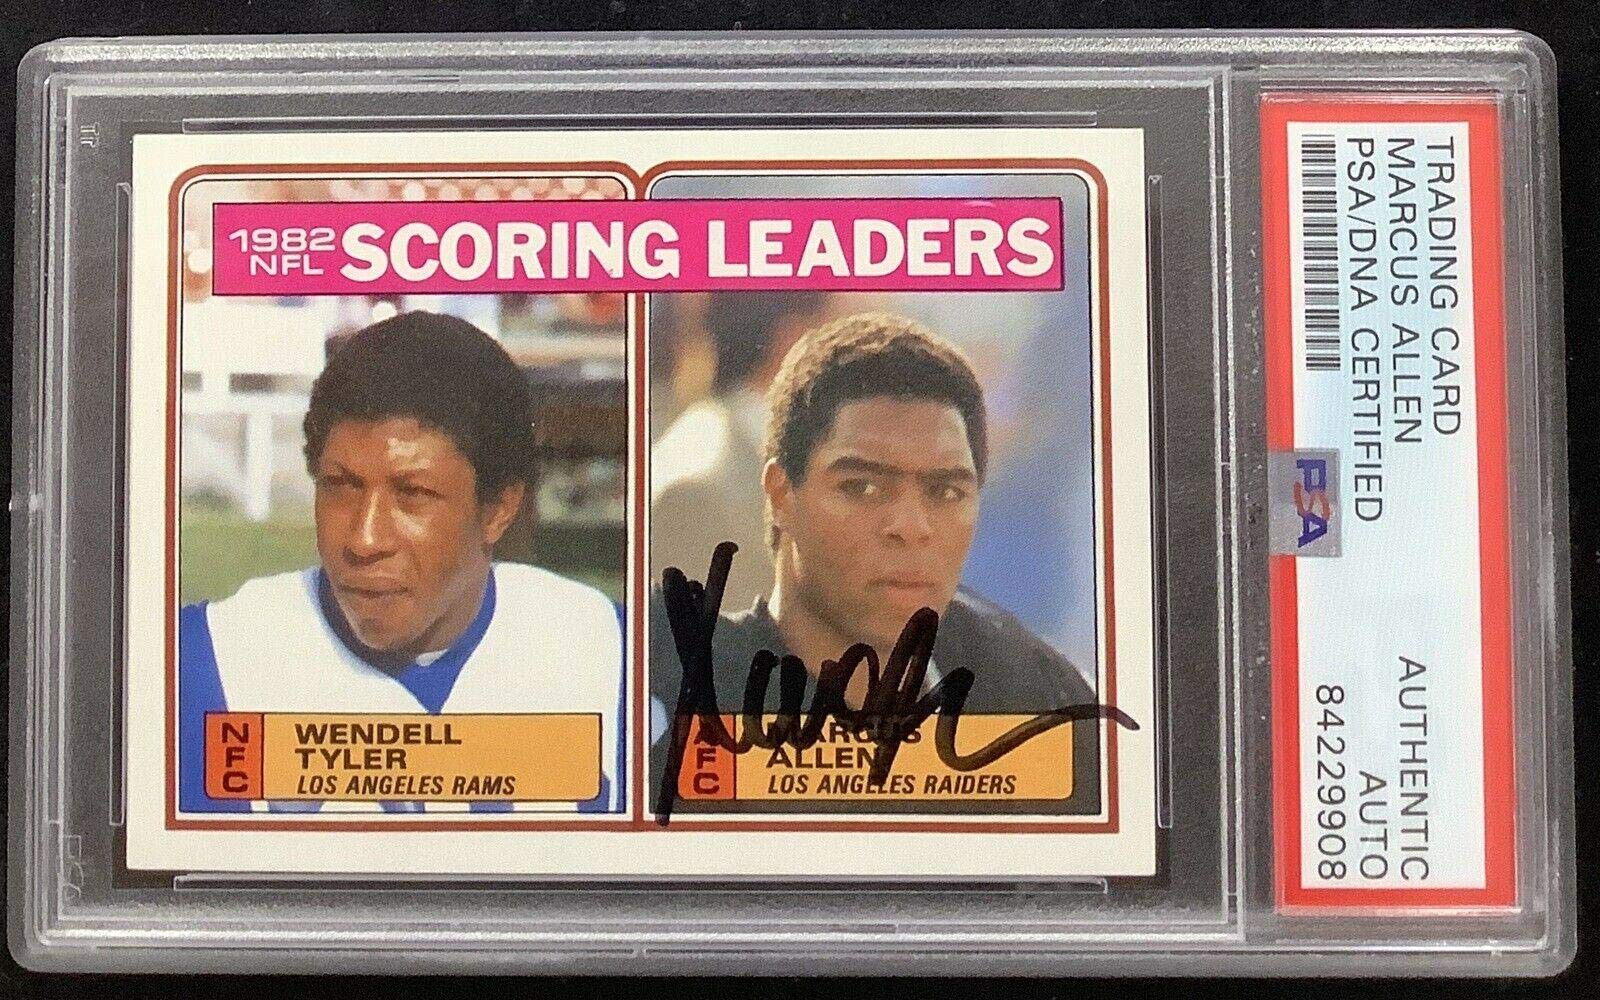 1982
NFL SCORING LEADERS
NFC
WENDELL
TYLER
LOS ANGELES RAMS
AFC
MARCUS
ALLEN
LOS ANGELES RAIDERS
TRADING CARD
MARCUS ALLEN
PSA/DNA CERTIFIED
PSA
AUTHENTIC
AUTO
84229908